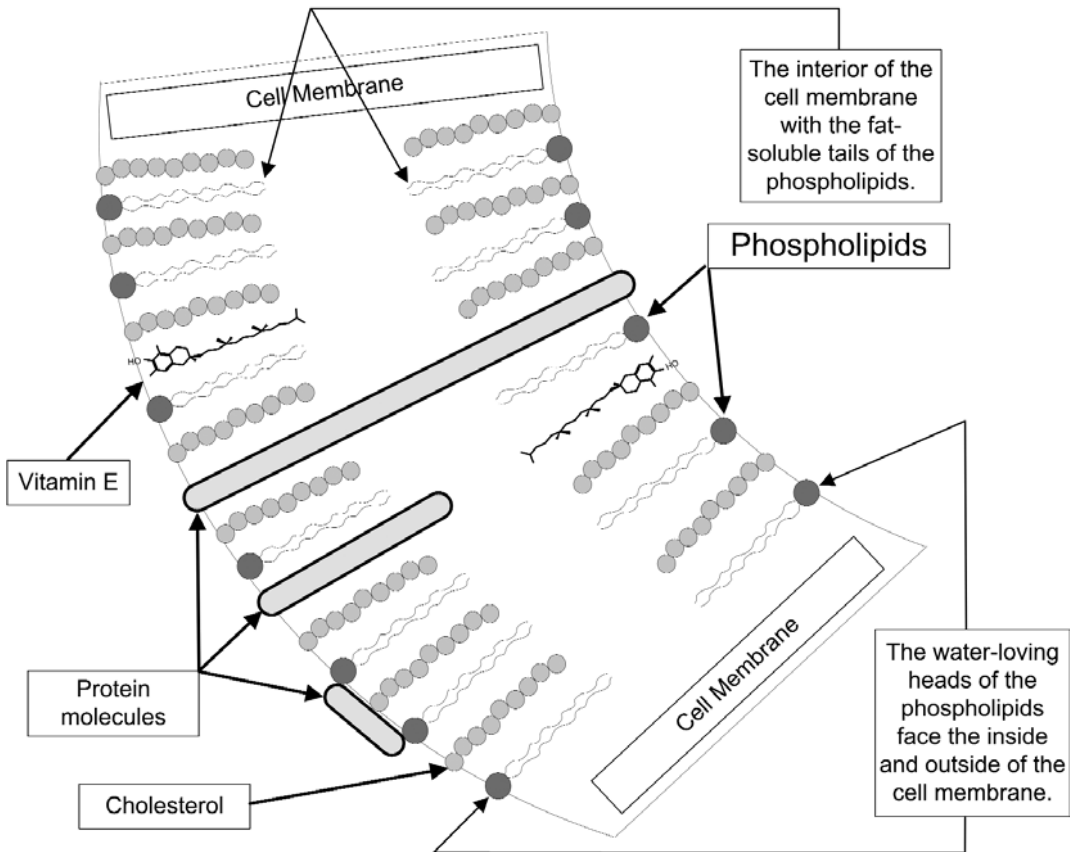 Cell Membrane
The interior of the
cell membrane
with the fat-
soluble tails of the
phospholipids.
Phospholipids
HO
HO
Vitamin E
Protein
molecules
Cell Membrane
The water-loving
heads of the
phospholipids
face the inside
and outside of the
cell membrane.
Cholesterol